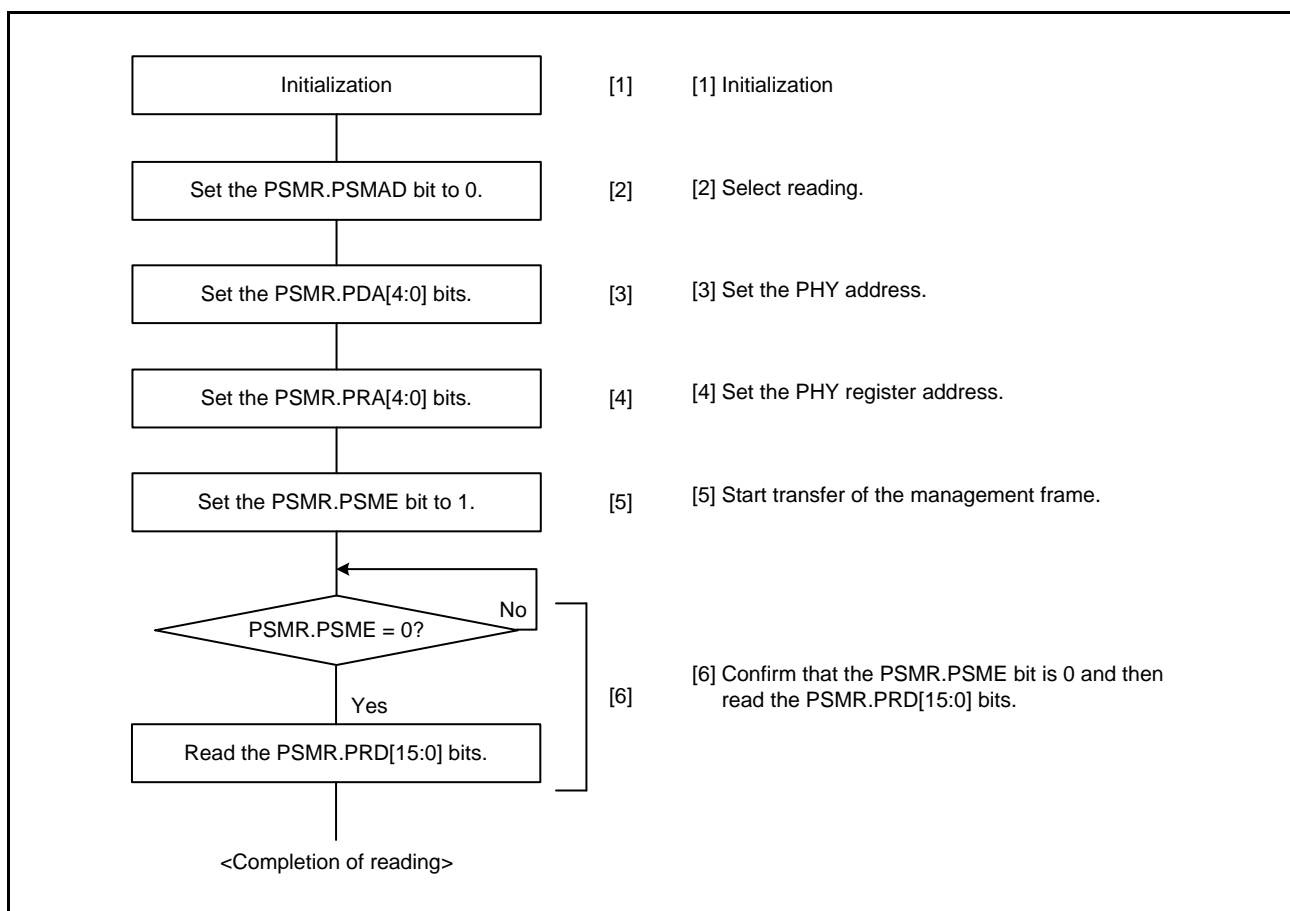 Initialization [1] [1] Initialization
Set the PSMR.PSMAD bit to 0. [2] [2] Select reading.
Set the PSMR.PDA[4:0] bits. [3] [3] Set the PHY address.
Set the PSMR.PRA[4:0] bits. [4] [4] Set the PHY register address.
Set the PSMR.PSME bit to 1. [5] [5] Start transfer of the management frame.
No
PSMR.PSME = 0?
[6] [6] Confirm that the PSMR.PSME bit is 0 and then
read the PSMR.PRD[15:0] bits.
Yes
Read the PSMR.PRD[15:0] bits.
<Completion of reading>